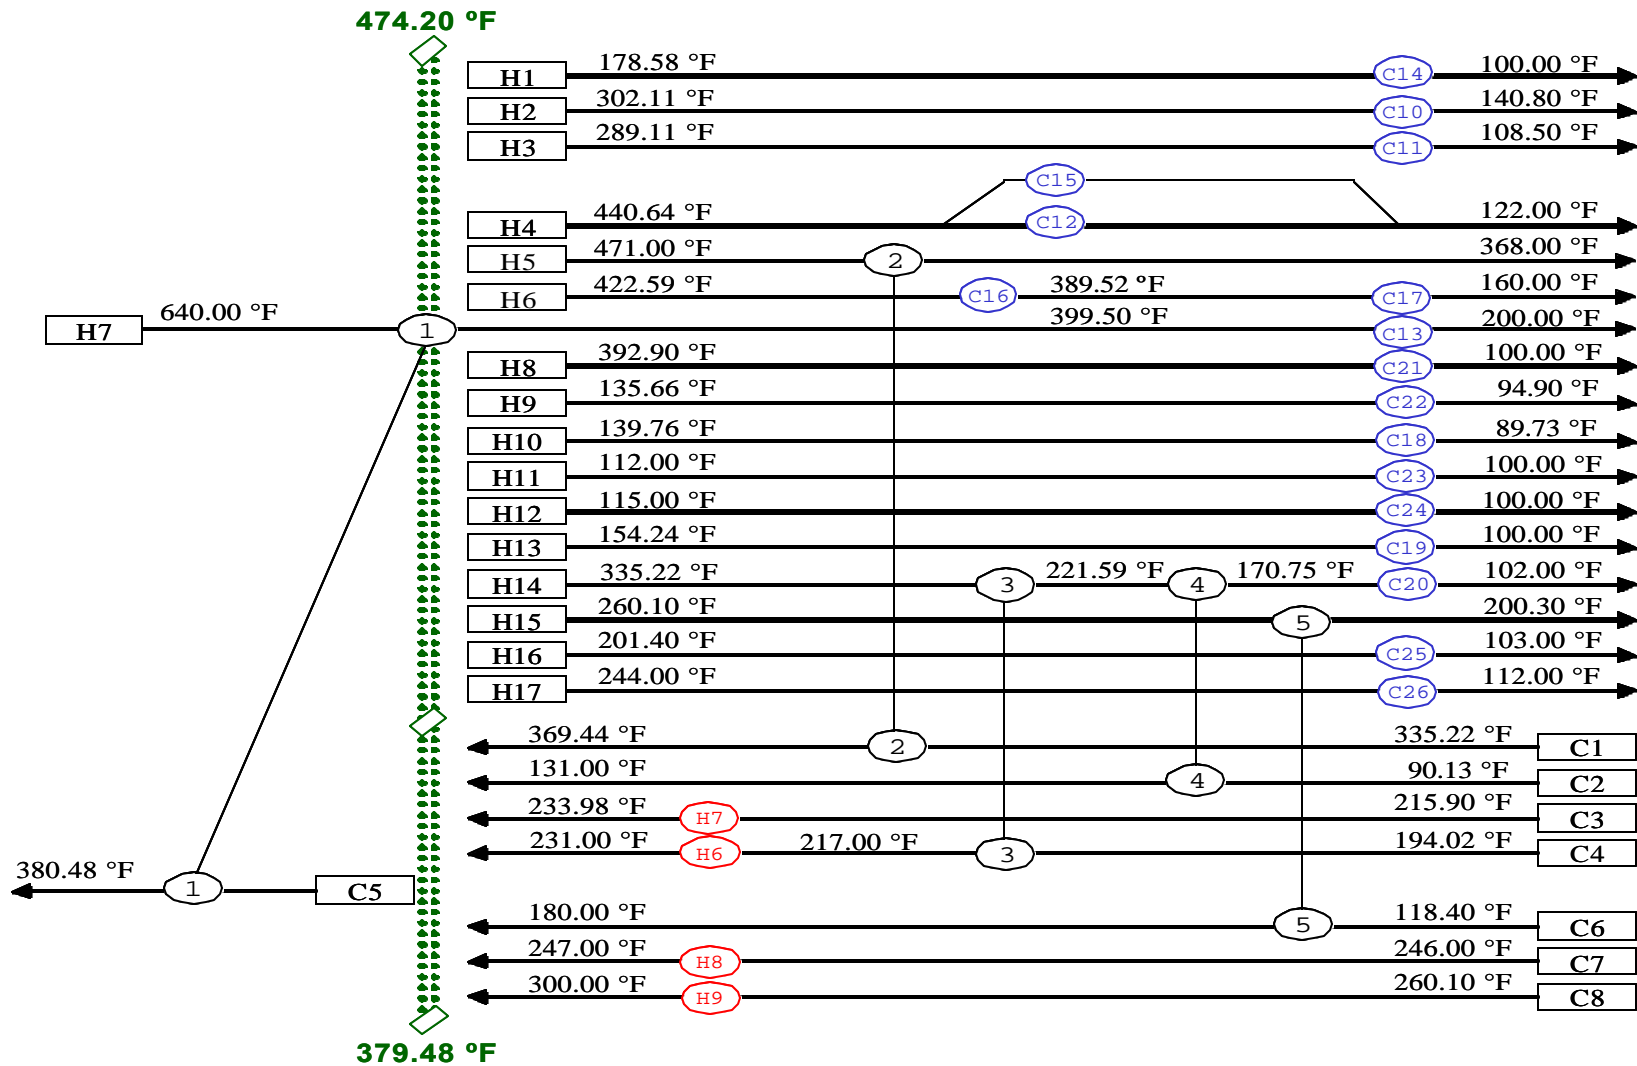 474.20 ºF
H1 178.58 °F C14 100.00 °F
H2 302.11 °F C10 140.80 °F
H3 289.11 °F C11 108.50 °F
C15
H4 440.64 °F C12 122.00 °F
H5 471.00 °F 2 368.00 °F
H6 422.59 °F C16 389.52 °F C17 160.00 °F
H7 640.00 °F 1 399.50 °F C13 200.00 °F
H8 392.90 °F C21 100.00 °F
H9 135.66 °F C22 94.90 °F
H10 139.76 °F C18 89.73 °F
H11 112.00 °F C23 100.00 °F
H12 115.00 °F C24 100.00 °F
H13 154.24 °F C19 100.00 °F
H14 335.22 °F 3 221.59 °F 4 170.75 °F C20 102.00 °F
H15 260.10 °F 5 200.30 °F
H16 201.40 °F C25 103.00 °F
H17 244.00 °F C26 112.00 °F
369.44 °F 2 335.22 °F C1
131.00 °F 4 90.13 °F C2
233.98 °F H7 215.90 °F C3
231.00 °F H6 217.00 °F 3 194.02 °F C4
380.48 °F 1 C5
180.00 °F 5 118.40 °F C6
247.00 °F H8 246.00 °F C7
300.00 °F H9 260.10 °F C8
379.48 ºF